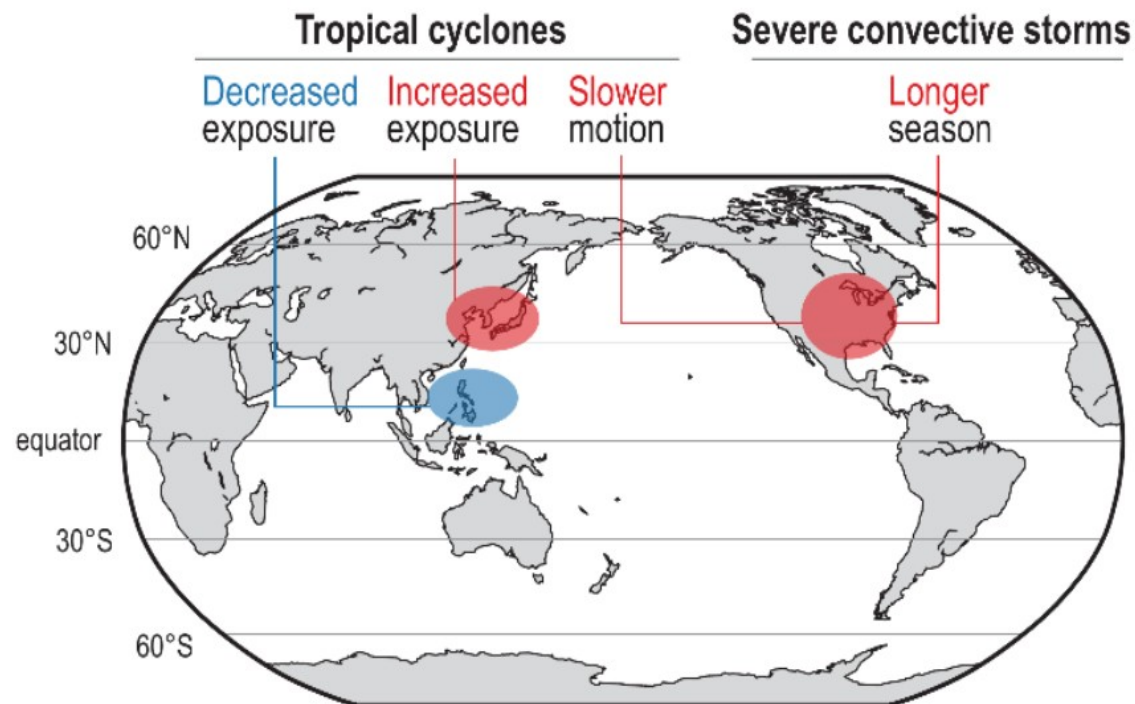 Tropical cyclones
Severe convective storms
Decreased
exposure
Increased
exposure
Slower
motion
Longer
season
60°N
30°N
equator
30°S
60°S